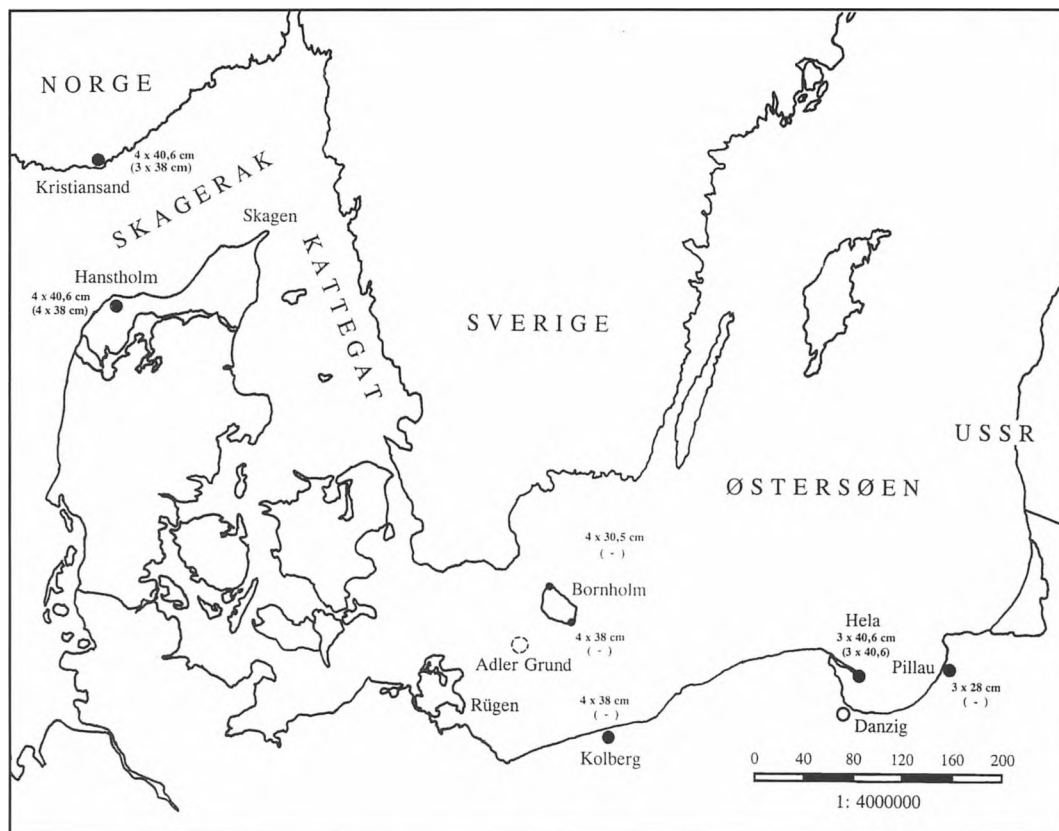 NORGE
4 x 40,6 cm
(3 x 38 cm)
Kristiansand
SKAGERAK
Skagen
KATTEGAT
Hanstholm
4 x 40,6 cm
(4 x 38 cm)
SVERIGE
USSR
ØSTERSØEN
4 x 30,5 cm
( - )
Bornholm
4 x 38 cm
( - )
Adler Grund
Rügen
4 x 38 cm
( - )
Kolberg
Hela
3 x 40,6 cm
(3 x 40,6)
Pillau
3 x 28 cm
( - )
Danzig
0 40 80 120 160 200
1: 4000000